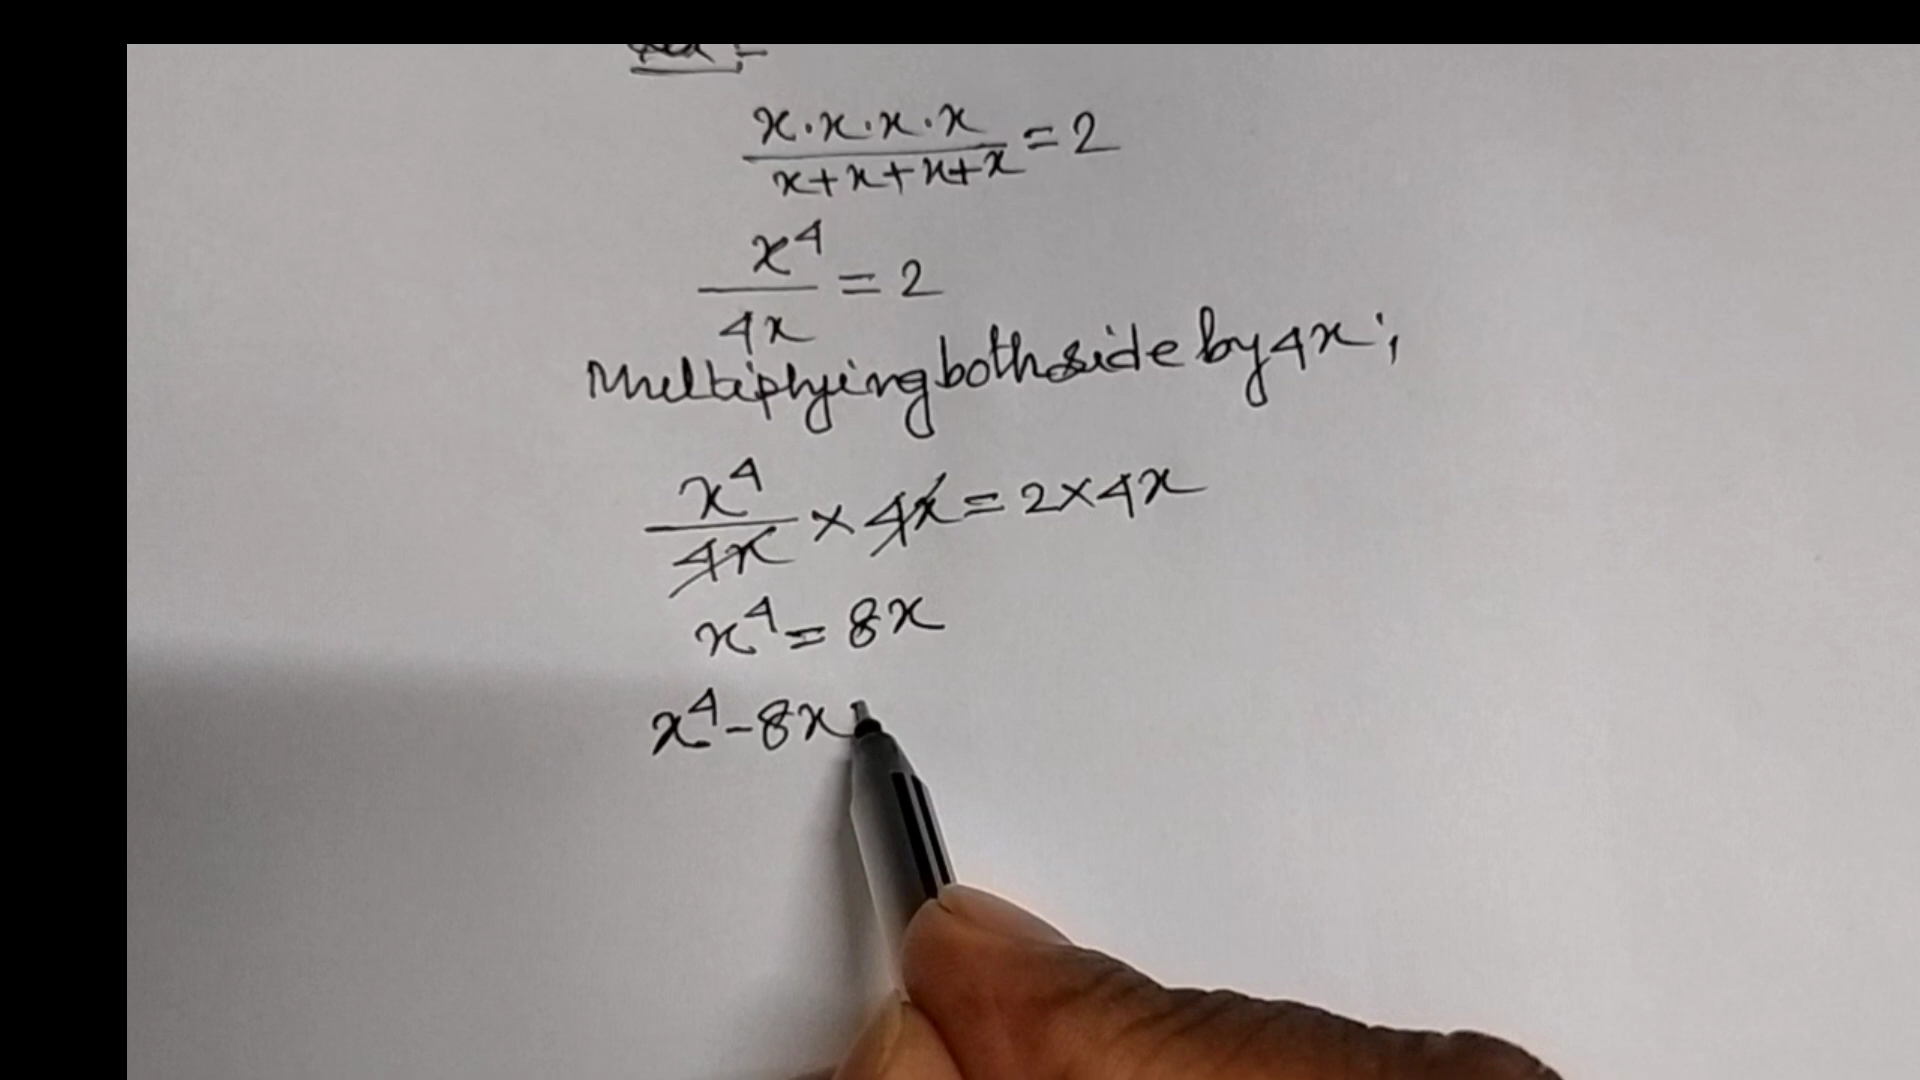 x·x·x·x / x+x+x+x = 2
x⁴ / 4x = 2
Multiplying both side by 4x;
x⁴ / 4x × 4x = 2×4x
x⁴ = 8x
x⁴-8x